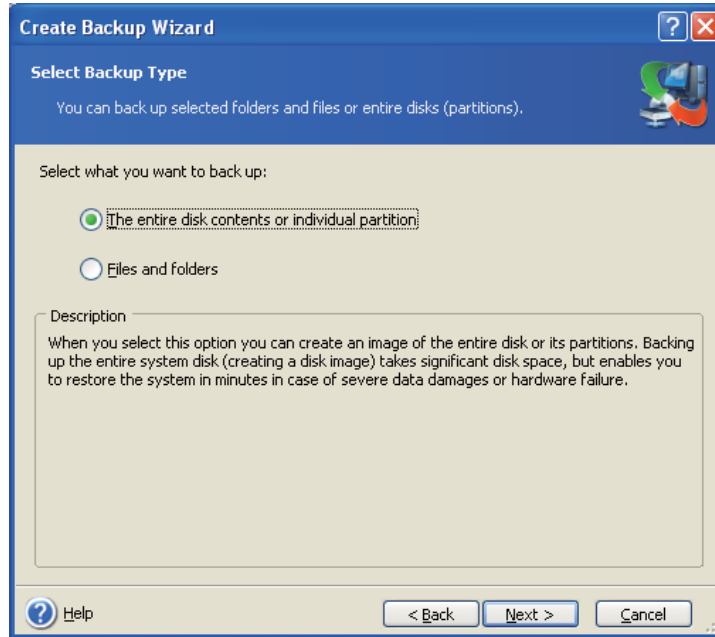 Create Backup Wizard
Select Backup Type
You can back up selected folders and files or entire disks (partitions).
Select what you want to back up:
The entire disk contents or individual partition
Files and folders
Description
When you select this option you can create an image of the entire disk or its partitions. Backing
up the entire system disk (creating a disk image) takes significant disk space, but enables you
to restore the system in minutes in case of severe data damages or hardware failure.
Help
< Back
Next >
Cancel